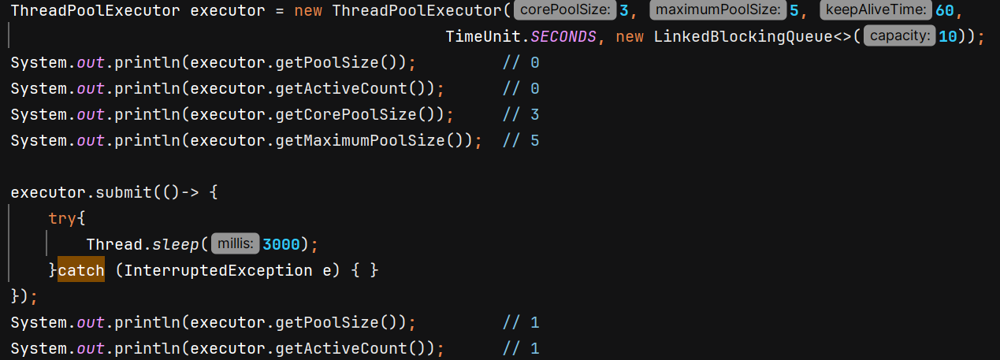 ThreadPoolExecutor executor = new ThreadPoolExecutor( corePoolSize: 3, maximumPoolSize: 5, keepAliveTime: 60,
TimeUnit.SECONDS, new LinkedBlockingQueue<>( capacity: 10));
System.out.println(executor.getPoolSize()); // 0
System.out.println(executor.getActiveCount()); // 0
System.out.println(executor.getCorePoolSize()); // 3
System.out.println(executor.getMaximumPoolSize()); // 5
executor.submit(()-> {
try{
Thread.sleep( millis: 3000);
}catch (InterruptedException e) { }
});
System.out.println(executor.getPoolSize()); // 1
System.out.println(executor.getActiveCount()); // 1